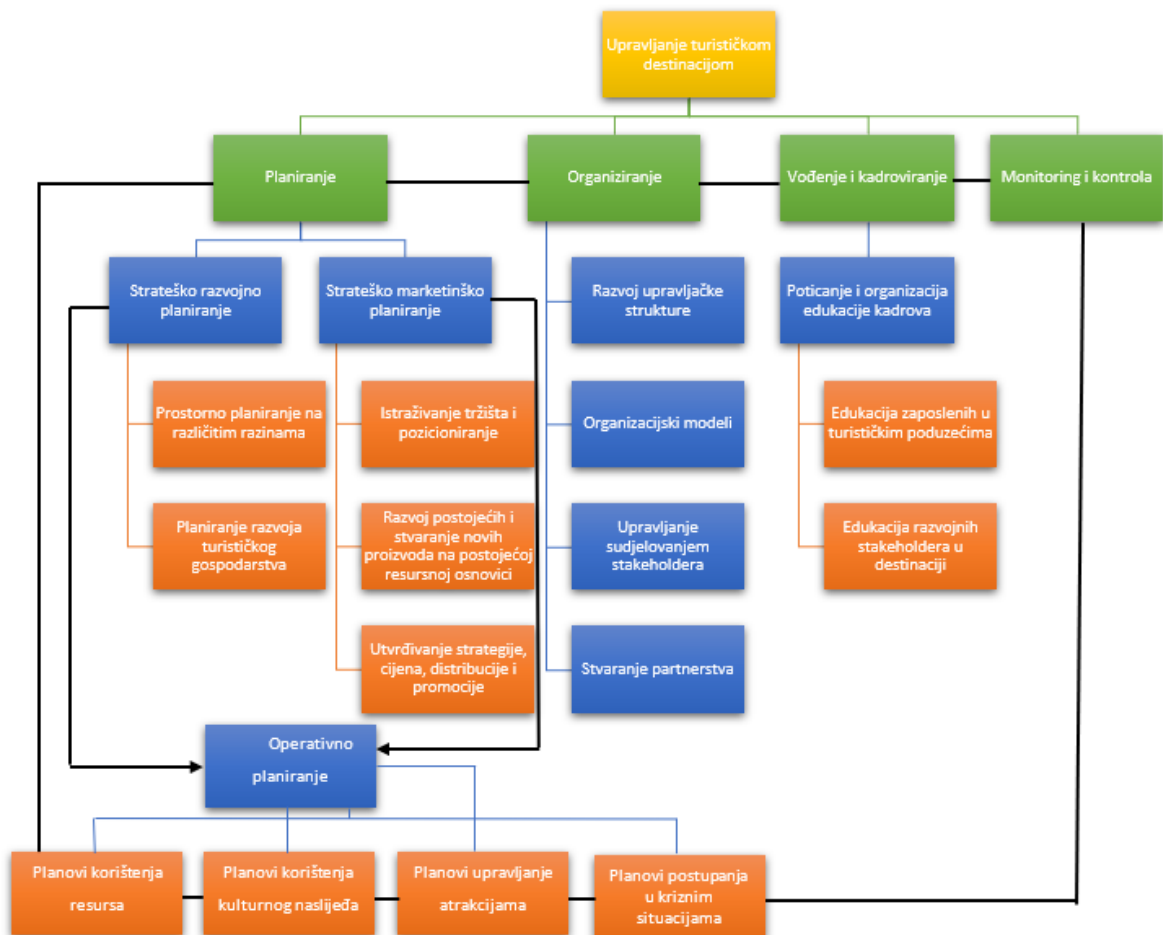 Upravljanje turističkom
destinacijom
Planiranje
Organiziranje
Vođenje i kadroviranje
Monitoring i kontrola
Strateško razvojno
planiranje
Strateško marketinško
planiranje
Razvoj upravljačke
strukture
Poticanje i organizacija
edukacije kadrova
Prostorno planiranje na
različitim razinama
Istraživanje tržišta i
pozicioniranje
Organizacijski modeli
Edukacija zaposlenih u
turističkim poduzećima
Planiranje razvoja
turističkog
gospodarstva
Razvoj postojećih i
stvaranje novih
proizvoda na postojećoj
resursnoj osnovici
Upravljanje
sudjelovanjem
stakeholdera
Edukacija razvojnih
stakeholdera u
destinaciji
Utvrđivanje strategije,
cijena, distribucije i
promocije
Stvaranje partnerstva
Operativno
planiranje
Planovi korištenja
resursa
Planovi korištenja
kulturnog naslijeđa
Planovi upravljanje
atrakcijama
Planovi postupanja
u kriznim
situacijama